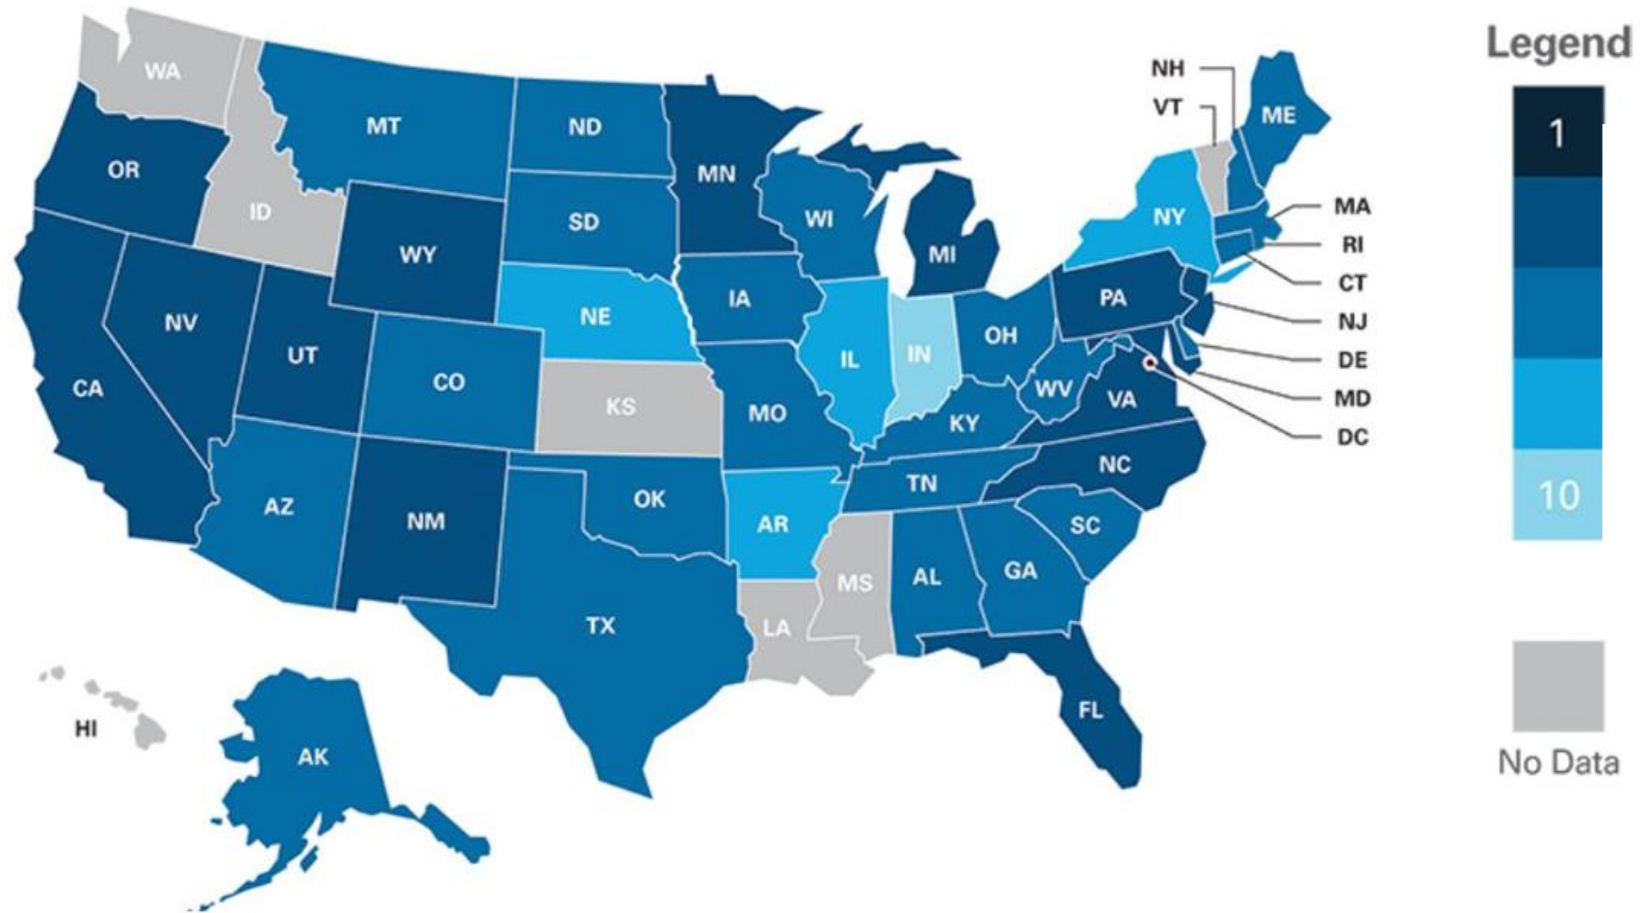 Legend
1
10
No Data
WA
MT
ND
MN
OR
ID
WY
SD
WI
MI
NH
VT
ME
NY
MA
RI
CT
NJ
DE
MD
DC
PA
NV
UT
CA
CO
NE
IA
IL
IN
OH
WV
VA
KS
MO
KY
NC
TN
AZ
NM
OK
AR
SC
MS
AL
GA
TX
LA
FL
HI
AK